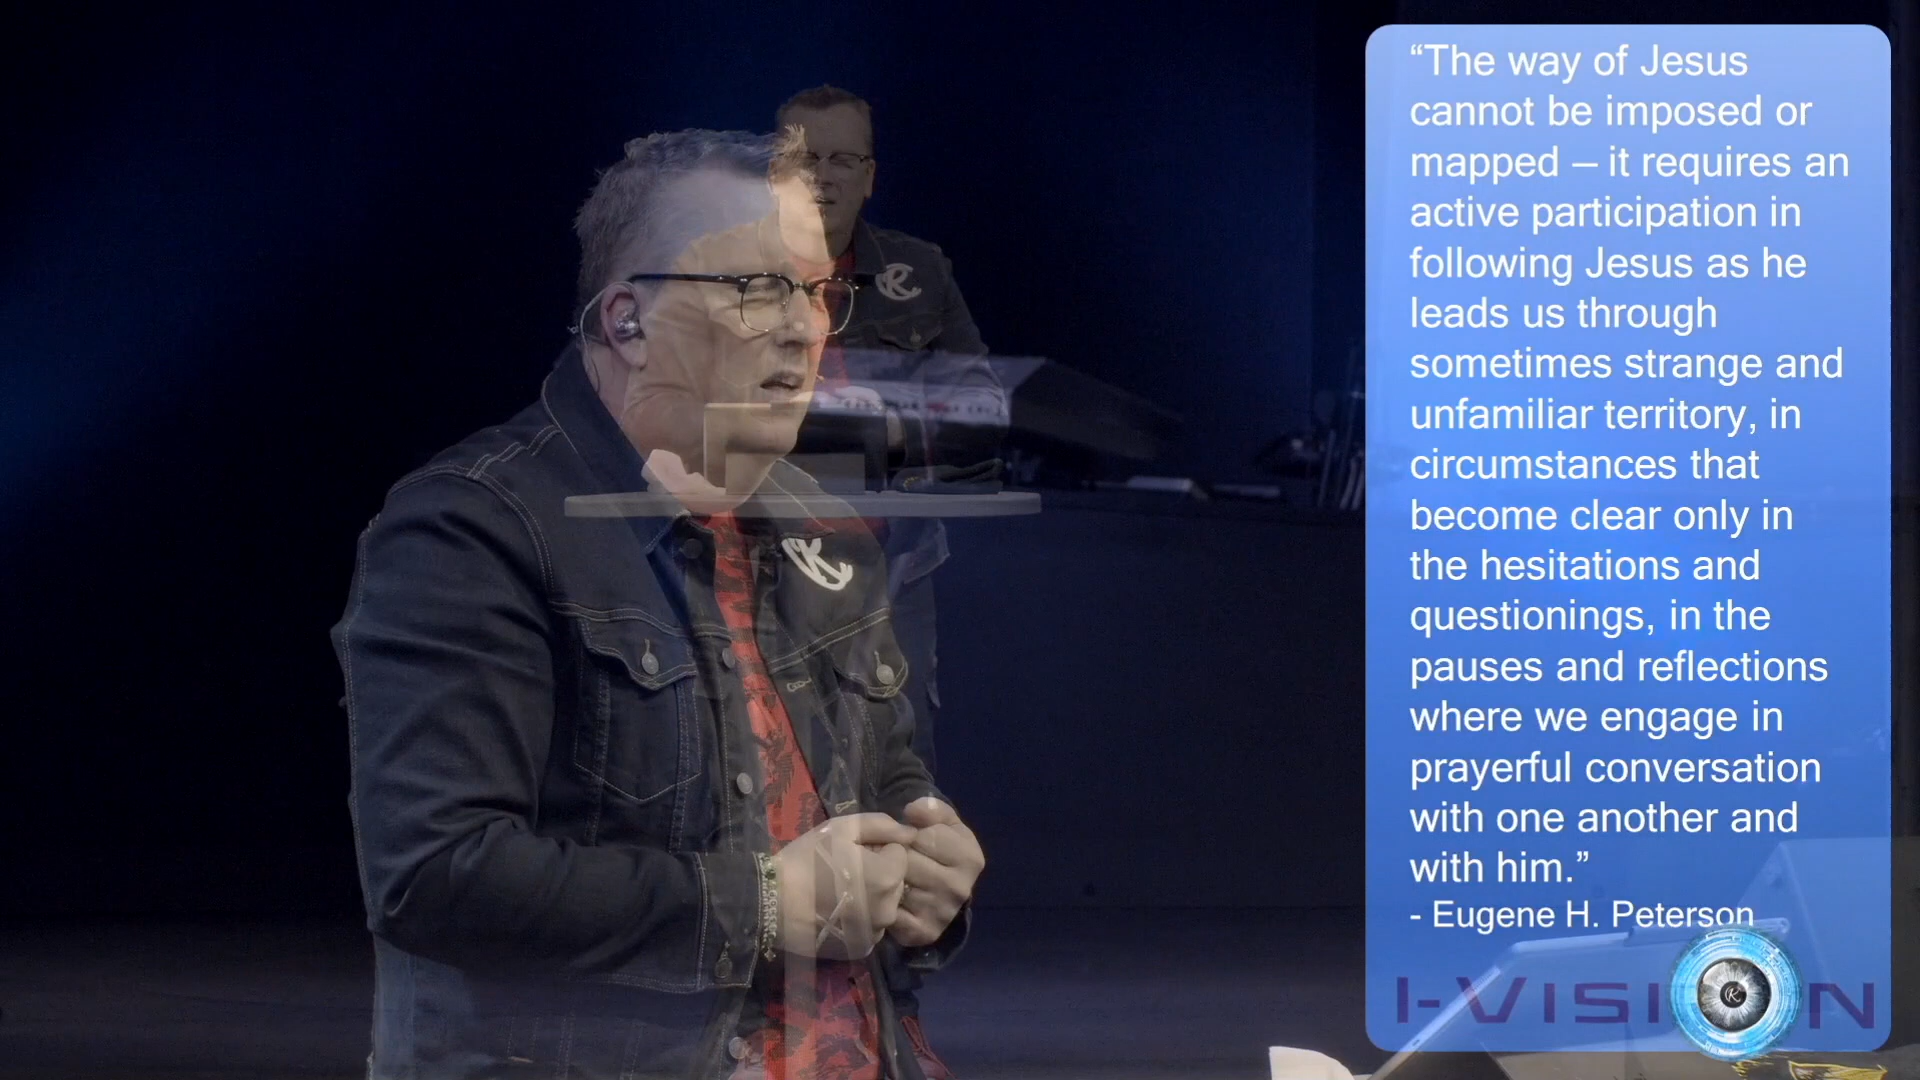 “The way of Jesus
cannot be imposed or
mapped – it requires an
active participation in
following Jesus as he
leads us through
sometimes strange and
unfamiliar territory, in
circumstances that
become clear only in
the hesitations and
questionings, in the
pauses and reflections
where we engage in
prayerful conversation
with one another and
with him.”
- Eugene H. Peterson
I-VISION
R
R
R